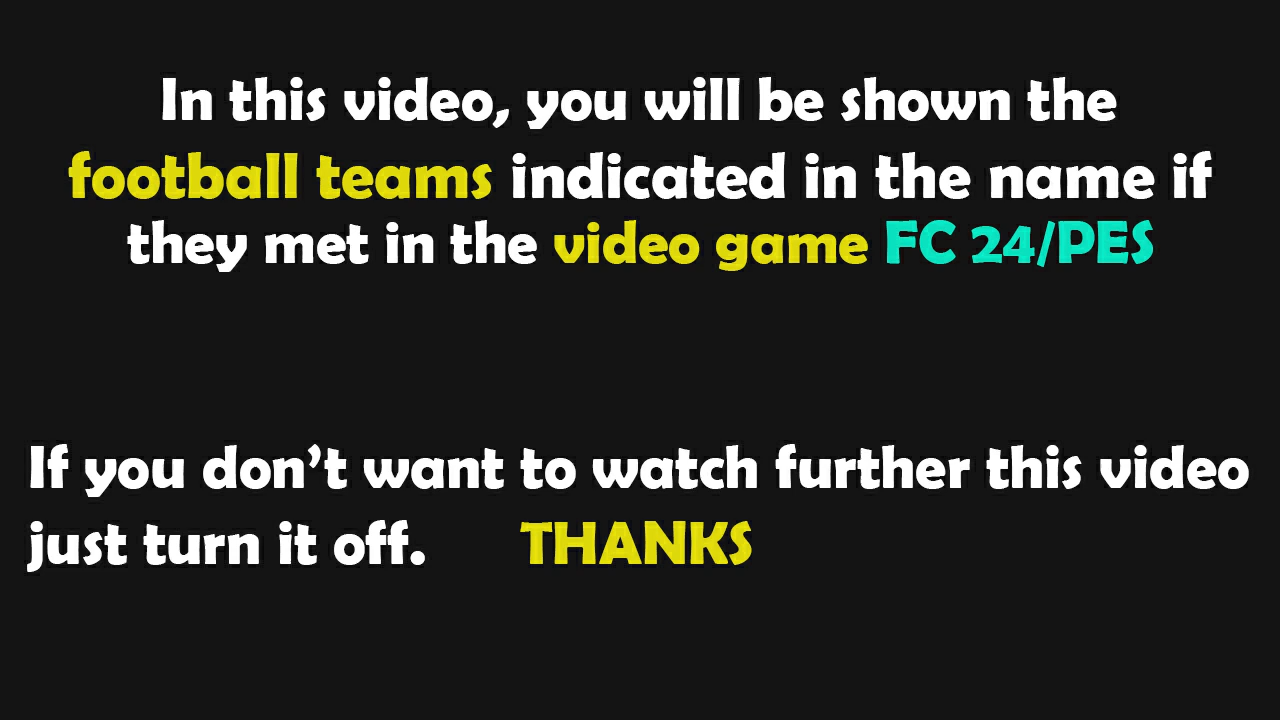 In this video, you will be shown the
football teams indicated in the name if
they met in the video game FC 24/PES
If you don’t want to watch further this video
just turn it off. THANKS